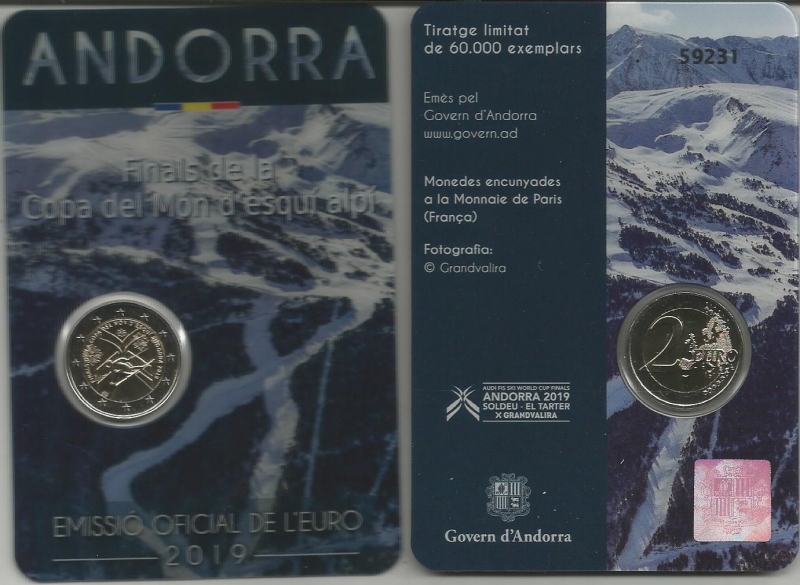 ANDORRA
Finals de la
Copa del Món d'esquí alpí
EMISSIÓ OFICIAL DE L'EURO
2019
Tiratge limitat
de 60.000 exemplars
59231
Emès pel
Govern d'Andorra
www.govern.ad
Monedes encunyades
a la Monnaie de Paris
(França)
Fotografia:
© Grandvalira
2 EURO
AUDI FIS SKI WORLD CUP FINALS
ANDORRA 2019
SOLDEU - EL TARTER
GRANDVALIRA
Govern d'Andorra